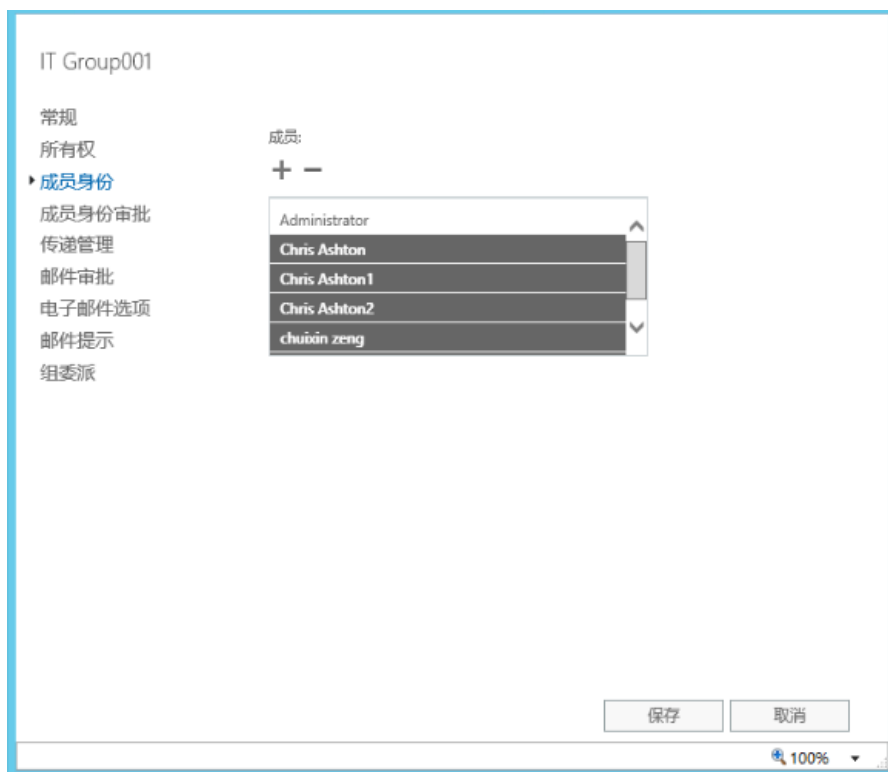 IT Group001
常规
所有权
成员身份
成员身份审批
传递管理
邮件审批
电子邮件选项
邮件提示
组委派
成员:
Administrator
Chris Ashton
Chris Ashton1
Chris Ashton2
chuixin zeng
保存
取消
100%